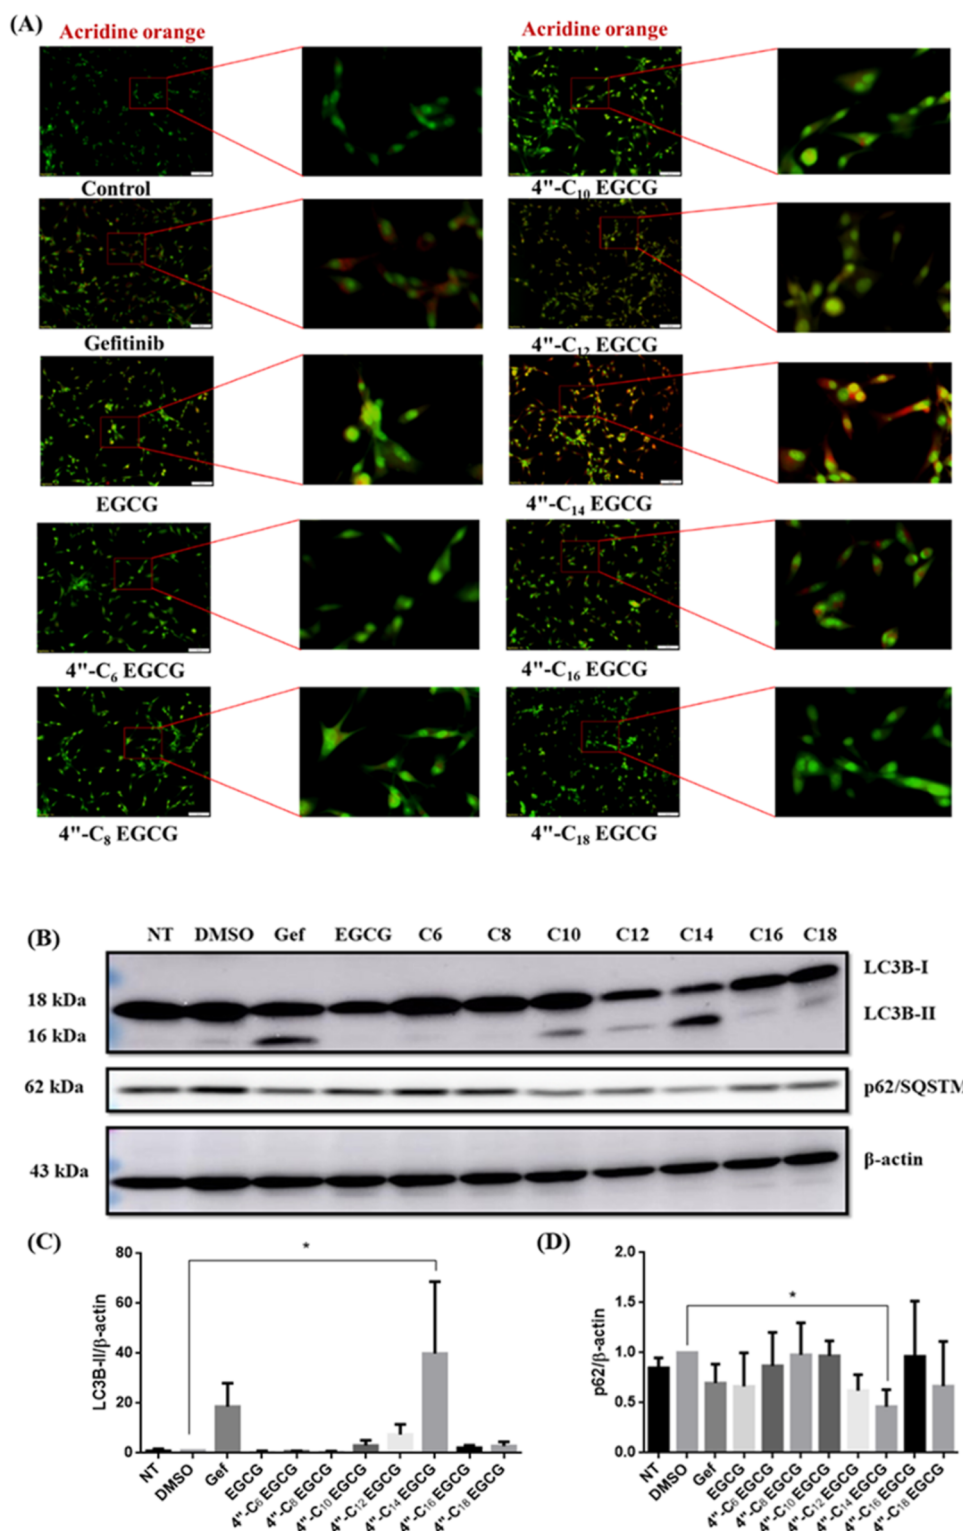 (A)
Acridine orange
Acridine orange
Control
4"-C₁₀ EGCG
Gefitinib
4"-C₁₂ EGCG
EGCG
4"-C₁₄ EGCG
4"-C₆ EGCG
4"-C₁₆ EGCG
4"-C₈ EGCG
4"-C₁₈ EGCG
(B)
NT DMSO Gef EGCG C6 C8 C10 C12 C14 C16 C18
LC3B-I
18 kDa
LC3B-II
16 kDa
62 kDa
p62/SQSTM
43 kDa
β-actin
(C)
LC3B-II/β-actin
80
60
40
20
0
*
NT
DMSO
Gef
EGCG
4"-C₆ EGCG
4"-C₈ EGCG
4"-C₁₀ EGCG
4"-C₁₂ EGCG
4"-C₁₄ EGCG
4"-C₁₆ EGCG
4"-C₁₈ EGCG
(D)
p62/β-actin
2.0
1.5
1.0
0.5
0.0
*
NT
DMSO
Gef
EGCG
4"-C₆ EGCG
4"-C₈ EGCG
4"-C₁₀ EGCG
4"-C₁₂ EGCG
4"-C₁₄ EGCG
4"-C₁₆ EGCG
4"-C₁₈ EGCG